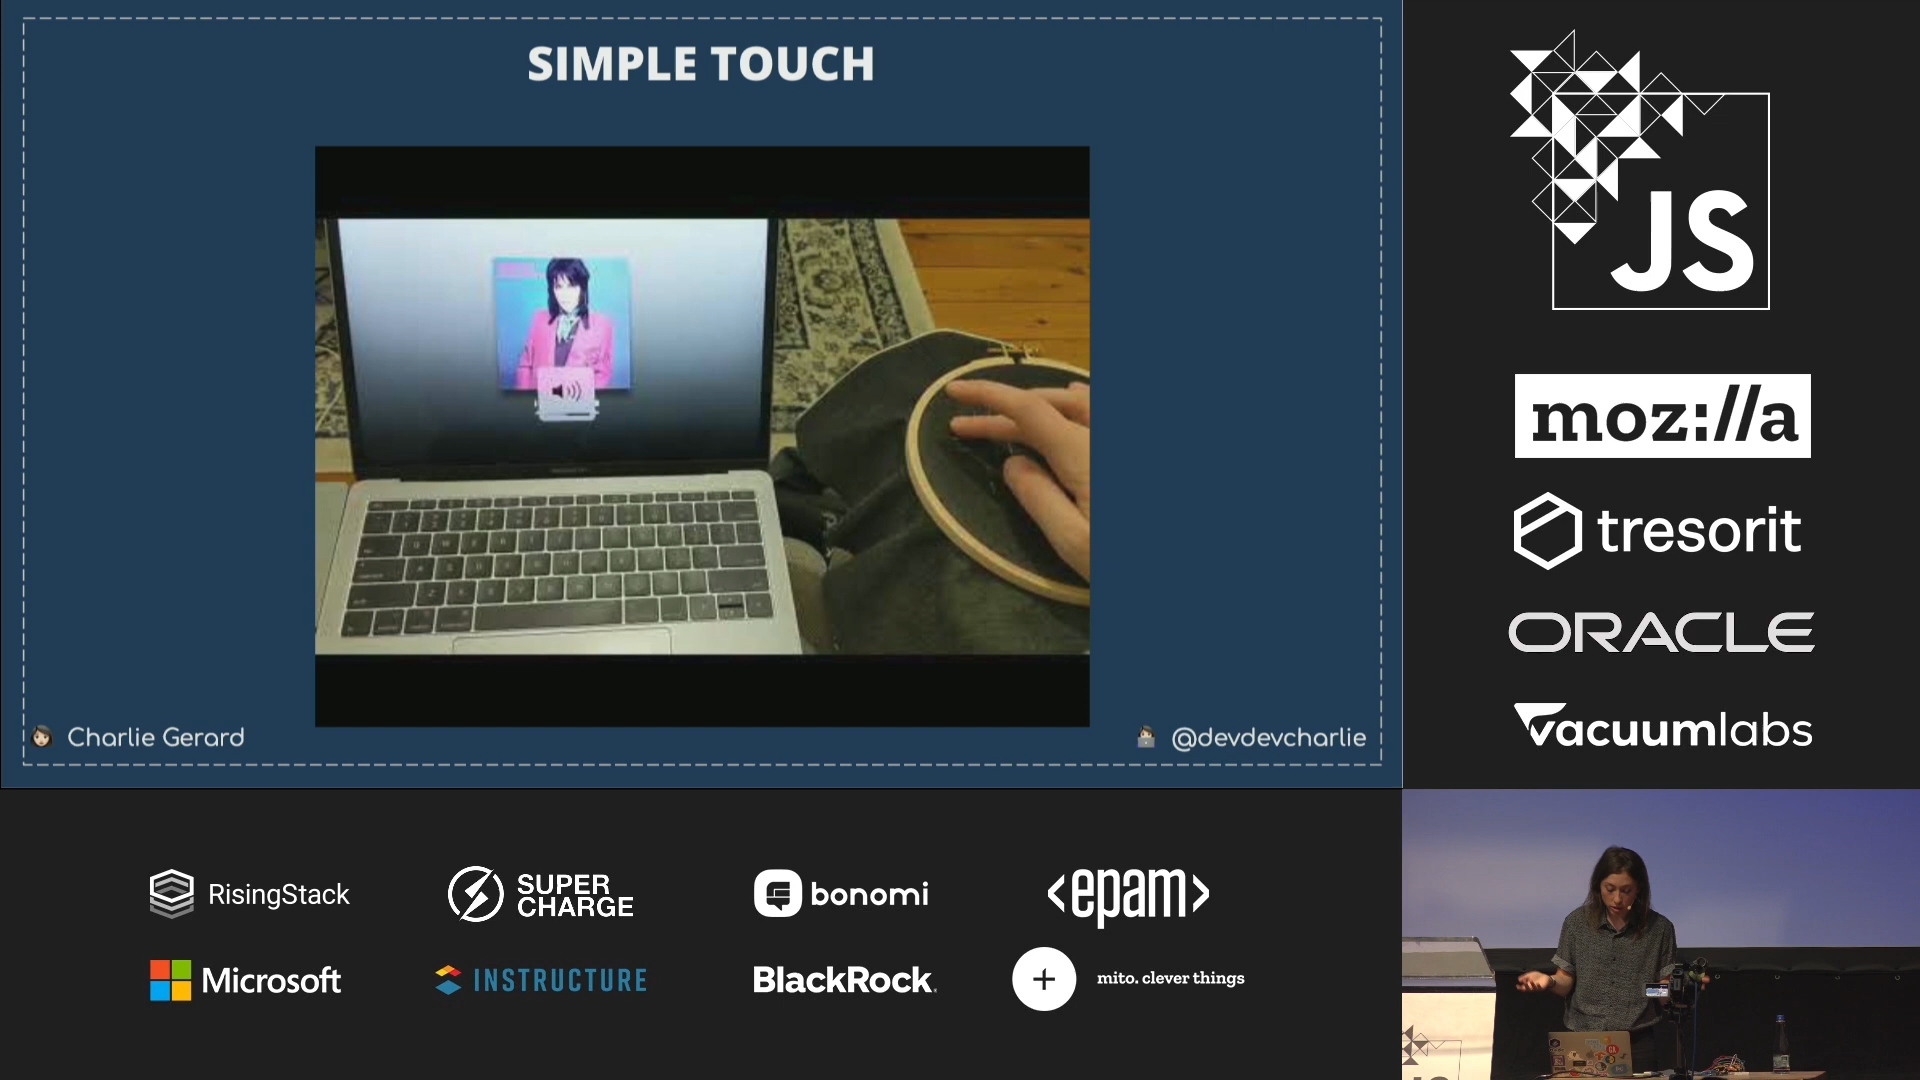 SIMPLE TOUCH
Charlie Gerard
@devdevcharlie
JS
moz://a
tresorit
ORACLE
vacuumlabs
RisingStack
SUPER
CHARGE
bonomi
<epam>
Microsoft
INSTRUCTURE
BlackRock.
mito. clever things